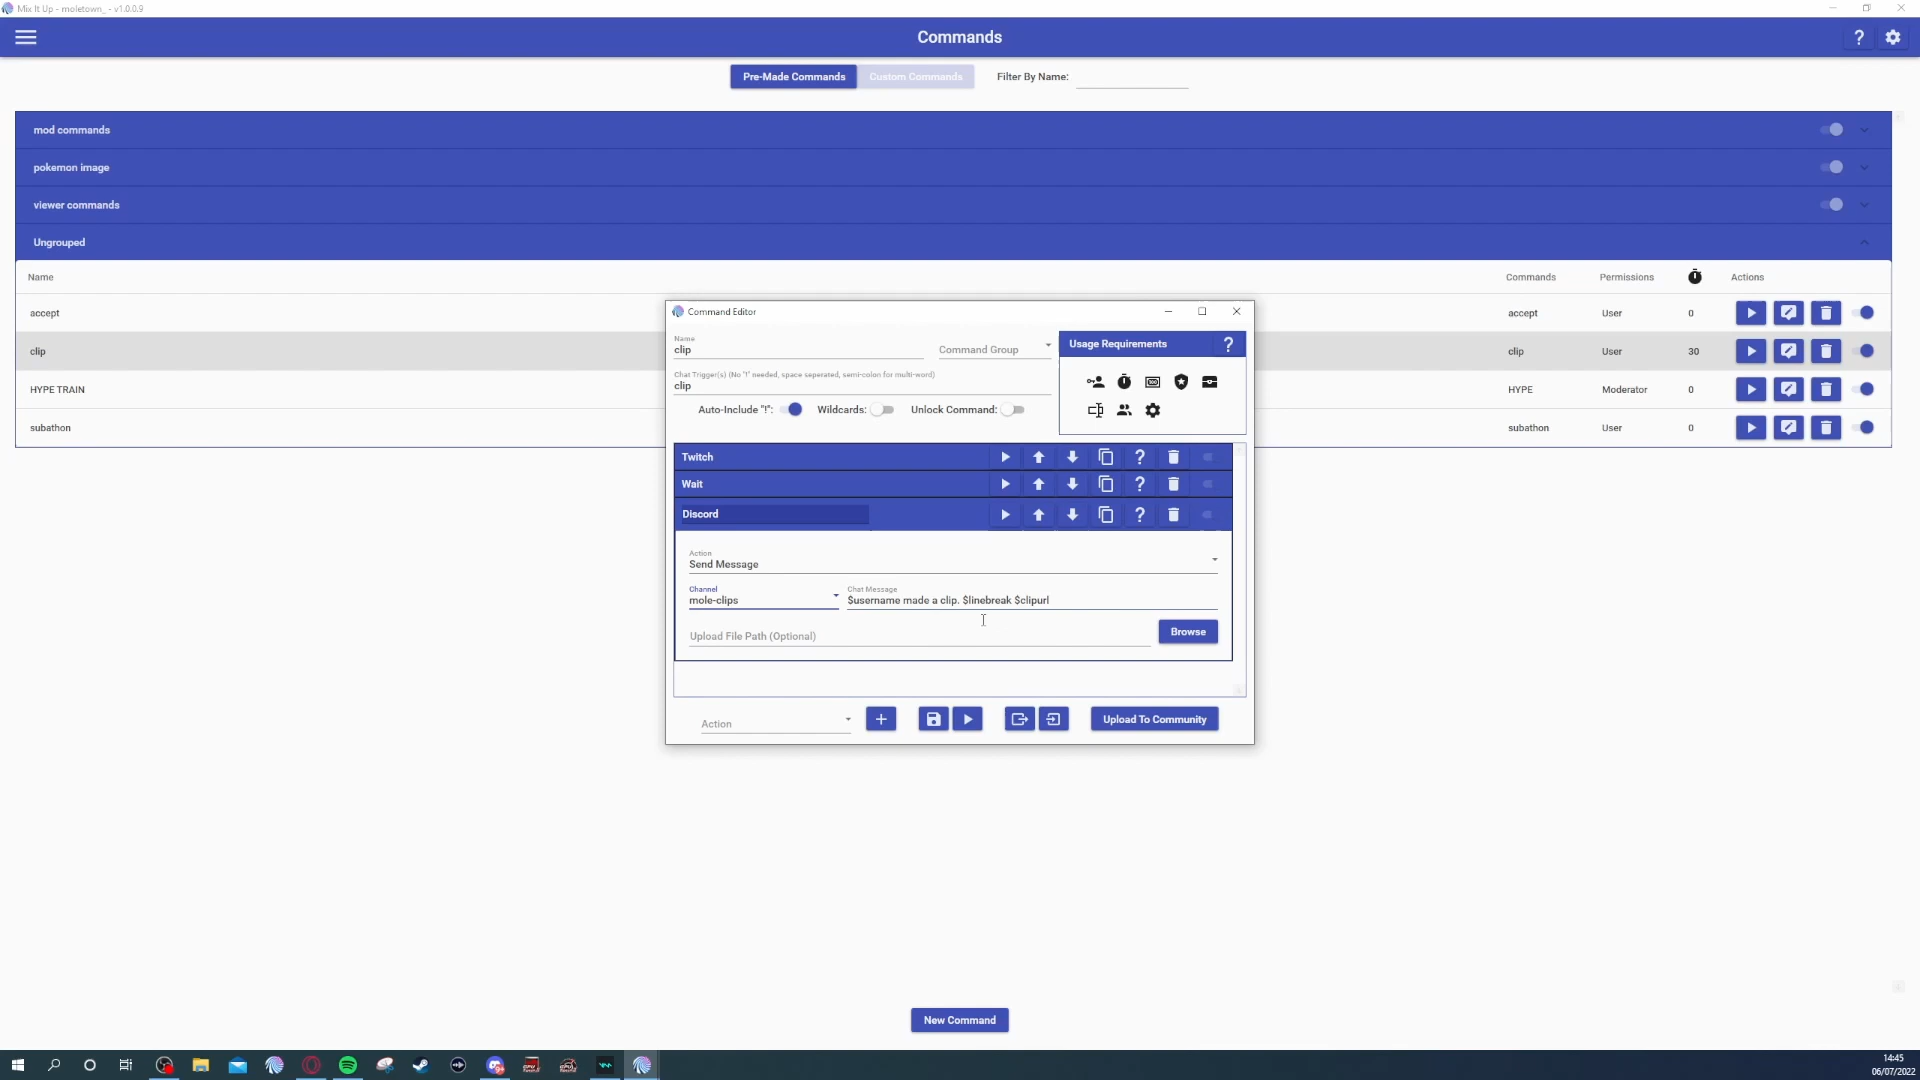 Mix It Up - moletown_ - v1.0.0.9
Commands
Pre-Made Commands
Custom Commands
Filter By Name:
mod commands
pokemon image
viewer commands
Ungrouped
Name Commands Permissions Actions
accept accept User 0
clip clip User 30
HYPE TRAIN HYPE Moderator 0
subathon subathon User 0
Command Editor
Name
clip
Command Group
Chat Trigger(s) (No "!" needed, space seperated, semi-colon for multi-word)
clip
Auto-Include "!": Wildcards: Unlock Command:
Usage Requirements ?
Twitch
Wait
Discord
Action
Send Message
Channel
mole-clips
Chat Message
$username made a clip. $linebreak $clipurl
Upload File Path (Optional)
Browse
Action
Upload To Community
New Command
14:45
06/07/2022